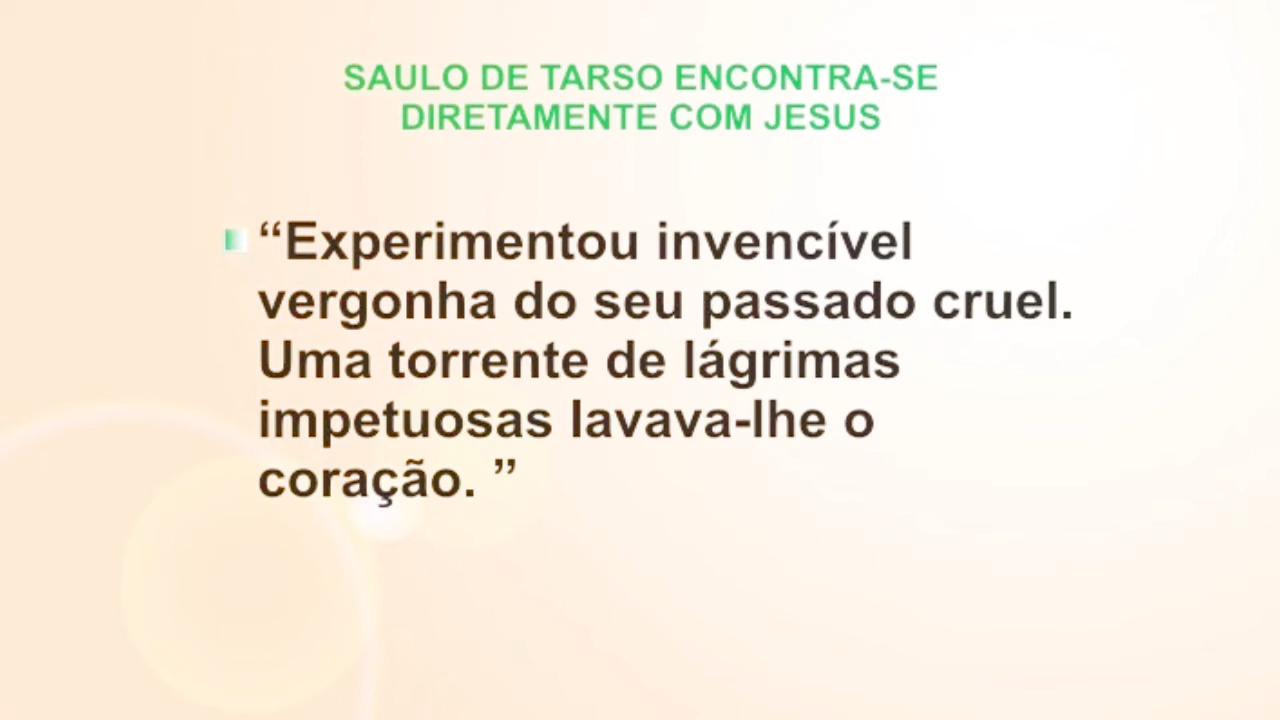 SAULO DE TARSO ENCONTRA-SE
DIRETAMENTE COM JESUS
“Experimentou invencível
vergonha do seu passado cruel.
Uma torrente de lágrimas
impetuosas lavava-lhe o
coração. ”